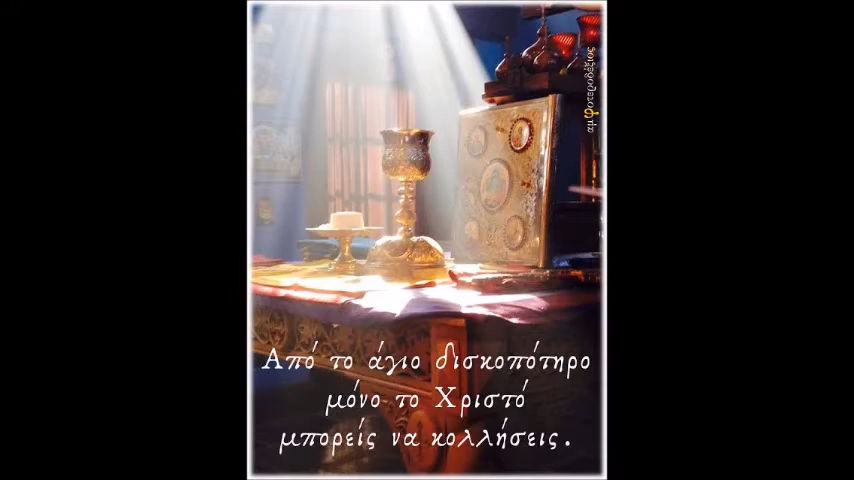 Από το άγιο δισκοπότηρο
μόνο το Χριστό
μπορείς να κολλήσεις.